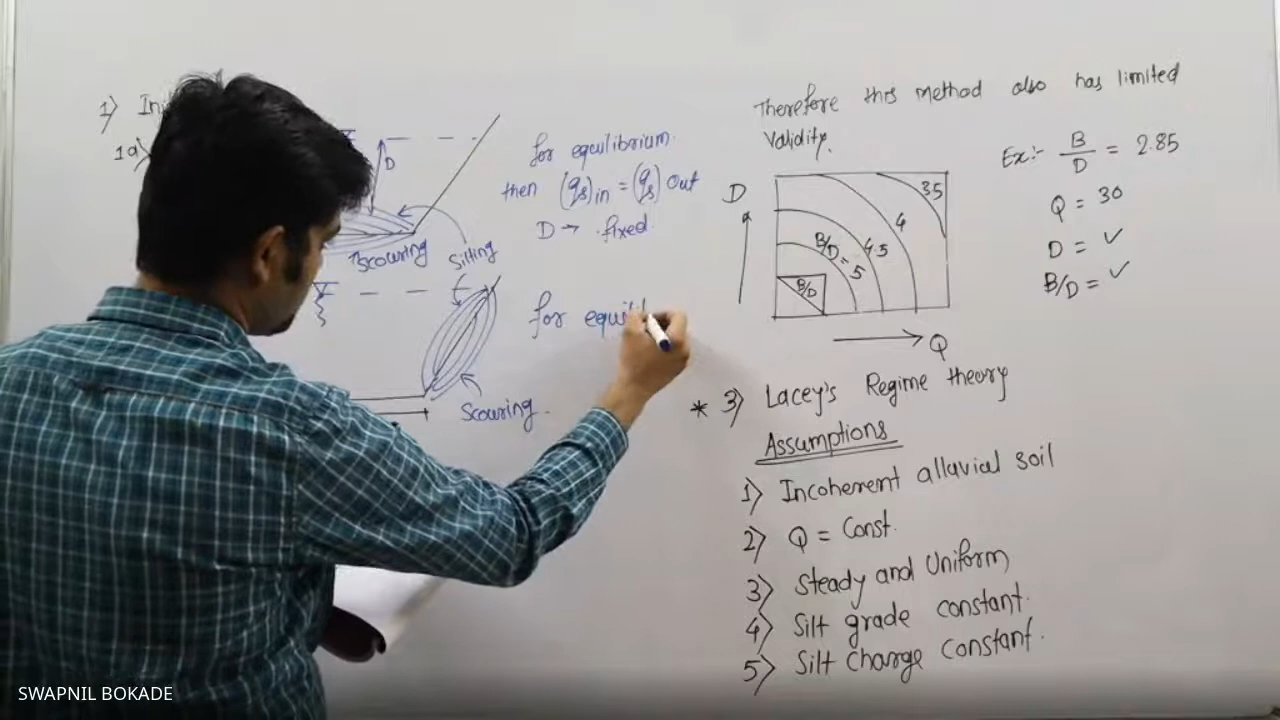 1)
1a)
D
Scouring
Silting
for equilibrium.
then (qs)in = (qs) Out
D → fixed.
for equil
Scouring.
Therefore this method also has limited
Validity.
Ex:- B/D = 2.85
Q = 30
D = ✓
B/D = ✓
D
3.5
4
4.5
B/D = 5
B/D
Q
* 3) Lacey's Regime theory
Assumptions
1) Incoherent alluvial soil
2) Q = Const.
3) Steady and Uniform
4) Silt grade constant.
5) Silt Charge constant.
SWAPNIL BOKADE